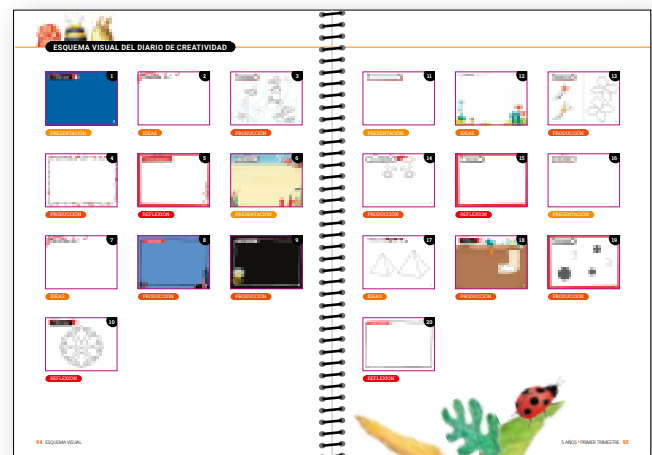 ESQUEMA VISUAL DEL DIARIO DE CREATIVIDAD
1
2
3
PRESENTACIÓN
IDEAS
PRODUCCIÓN
4
5
6
PRODUCCIÓN
REFLEXIÓN
PRESENTACIÓN
7
8
9
IDEAS
PRODUCCIÓN
PRODUCCIÓN
10
REFLEXIÓN
94 ESQUEMA VISUAL
11
12
13
PRESENTACIÓN
IDEAS
PRODUCCIÓN
14
15
16
PRODUCCIÓN
REFLEXIÓN
PRESENTACIÓN
17
18
19
IDEAS
PRODUCCIÓN
PRODUCCIÓN
20
REFLEXIÓN
5 AÑOS • PRIMER TRIMESTRE 95